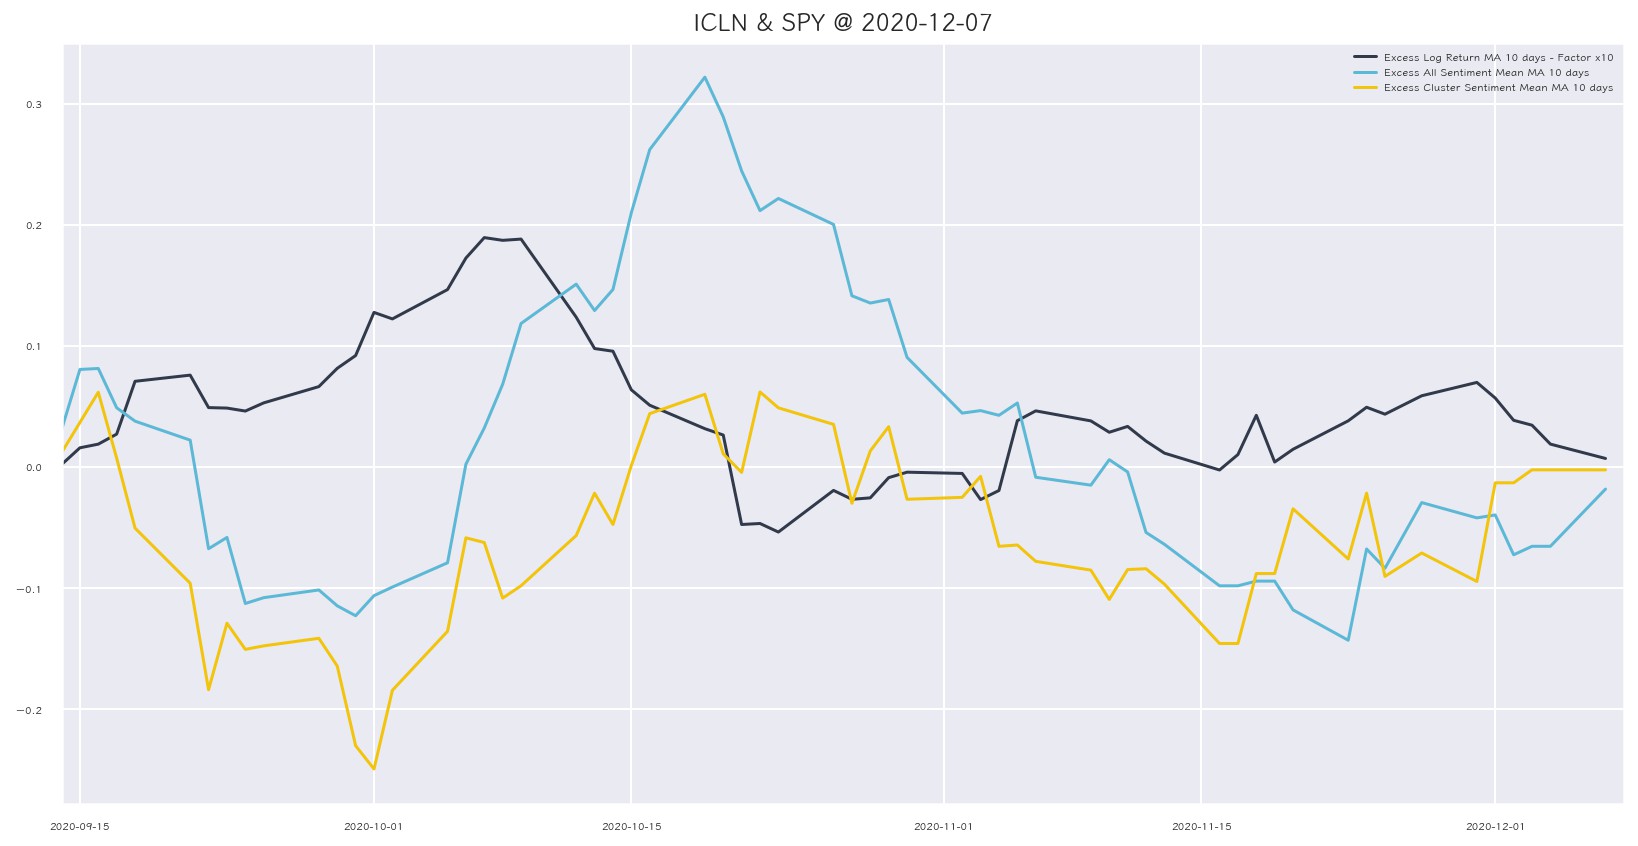 ICLN & SPY @ 2020-12-07
Excess Log Return MA 10 days - Factor x10
Excess All Sentiment Mean MA 10 days
Excess Cluster Sentiment Mean MA 10 days
0.3
0.2
0.1
0.0
−0.1
−0.2
2020-09-15 2020-10-01 2020-10-15 2020-11-01 2020-11-15 2020-12-01